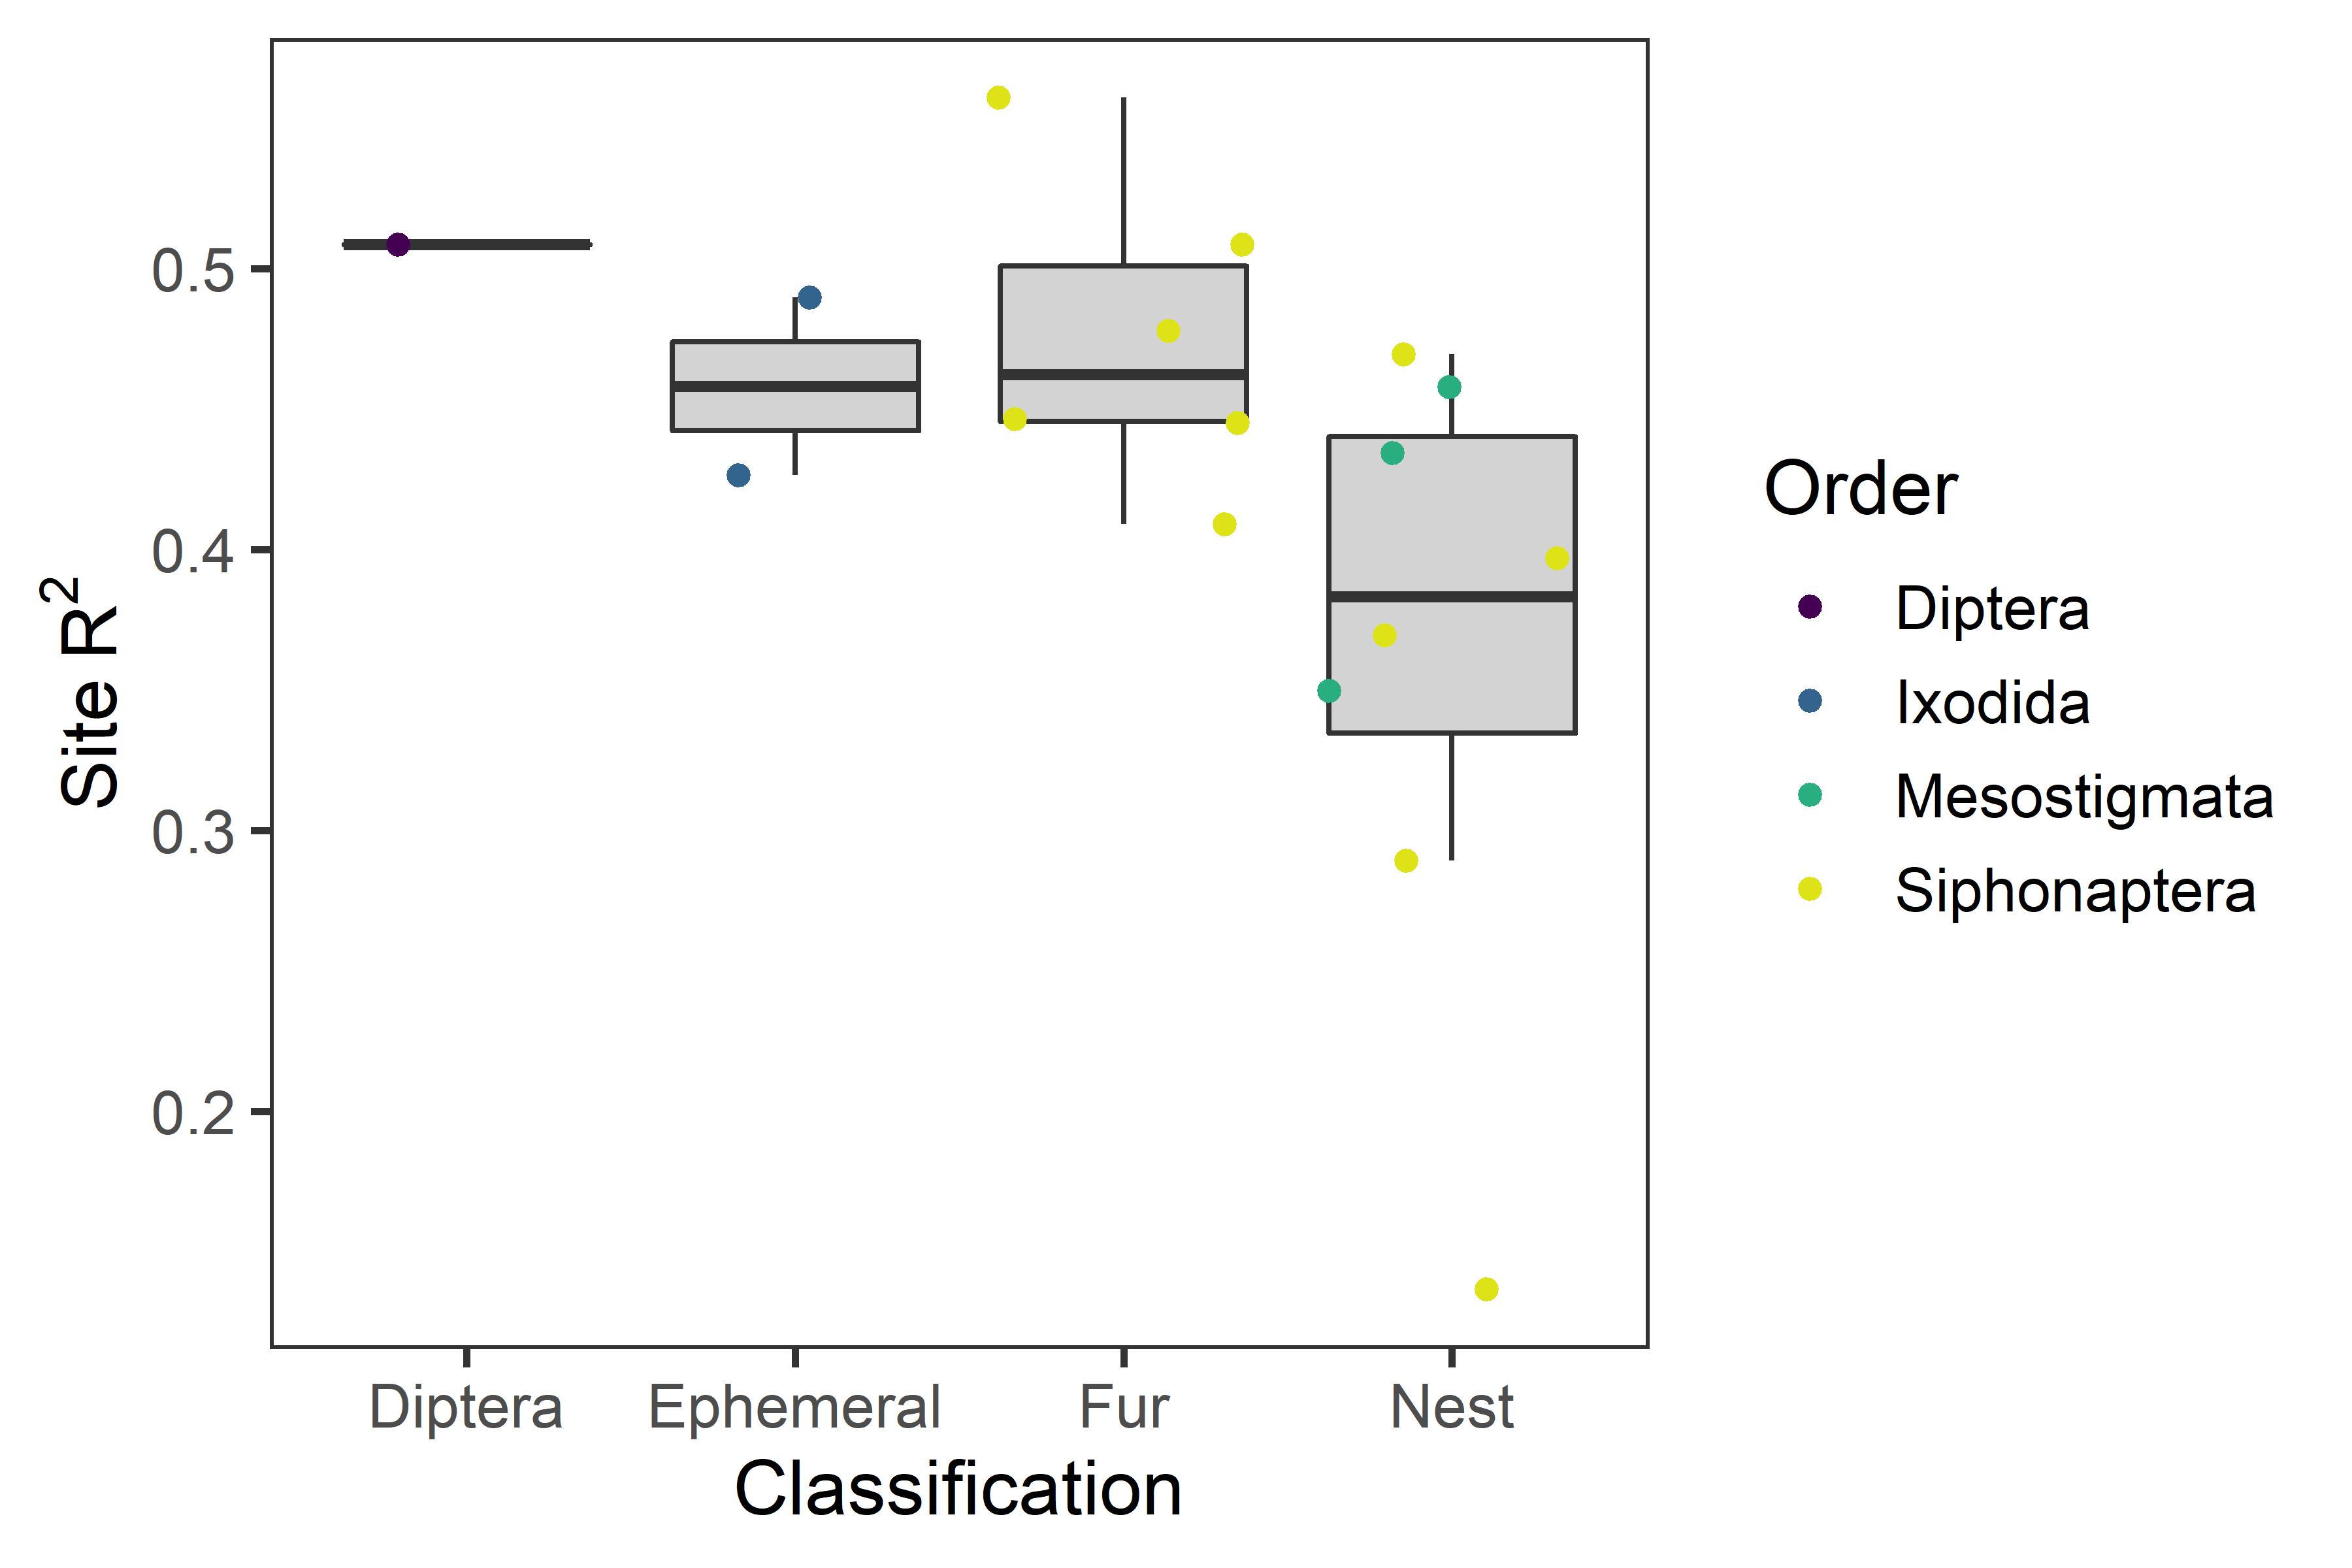 Site R²
0.5
0.4
0.3
0.2
Diptera Ephemeral Fur Nest
Classification
Order
Diptera
Ixodida
Mesostigmata
Siphonaptera